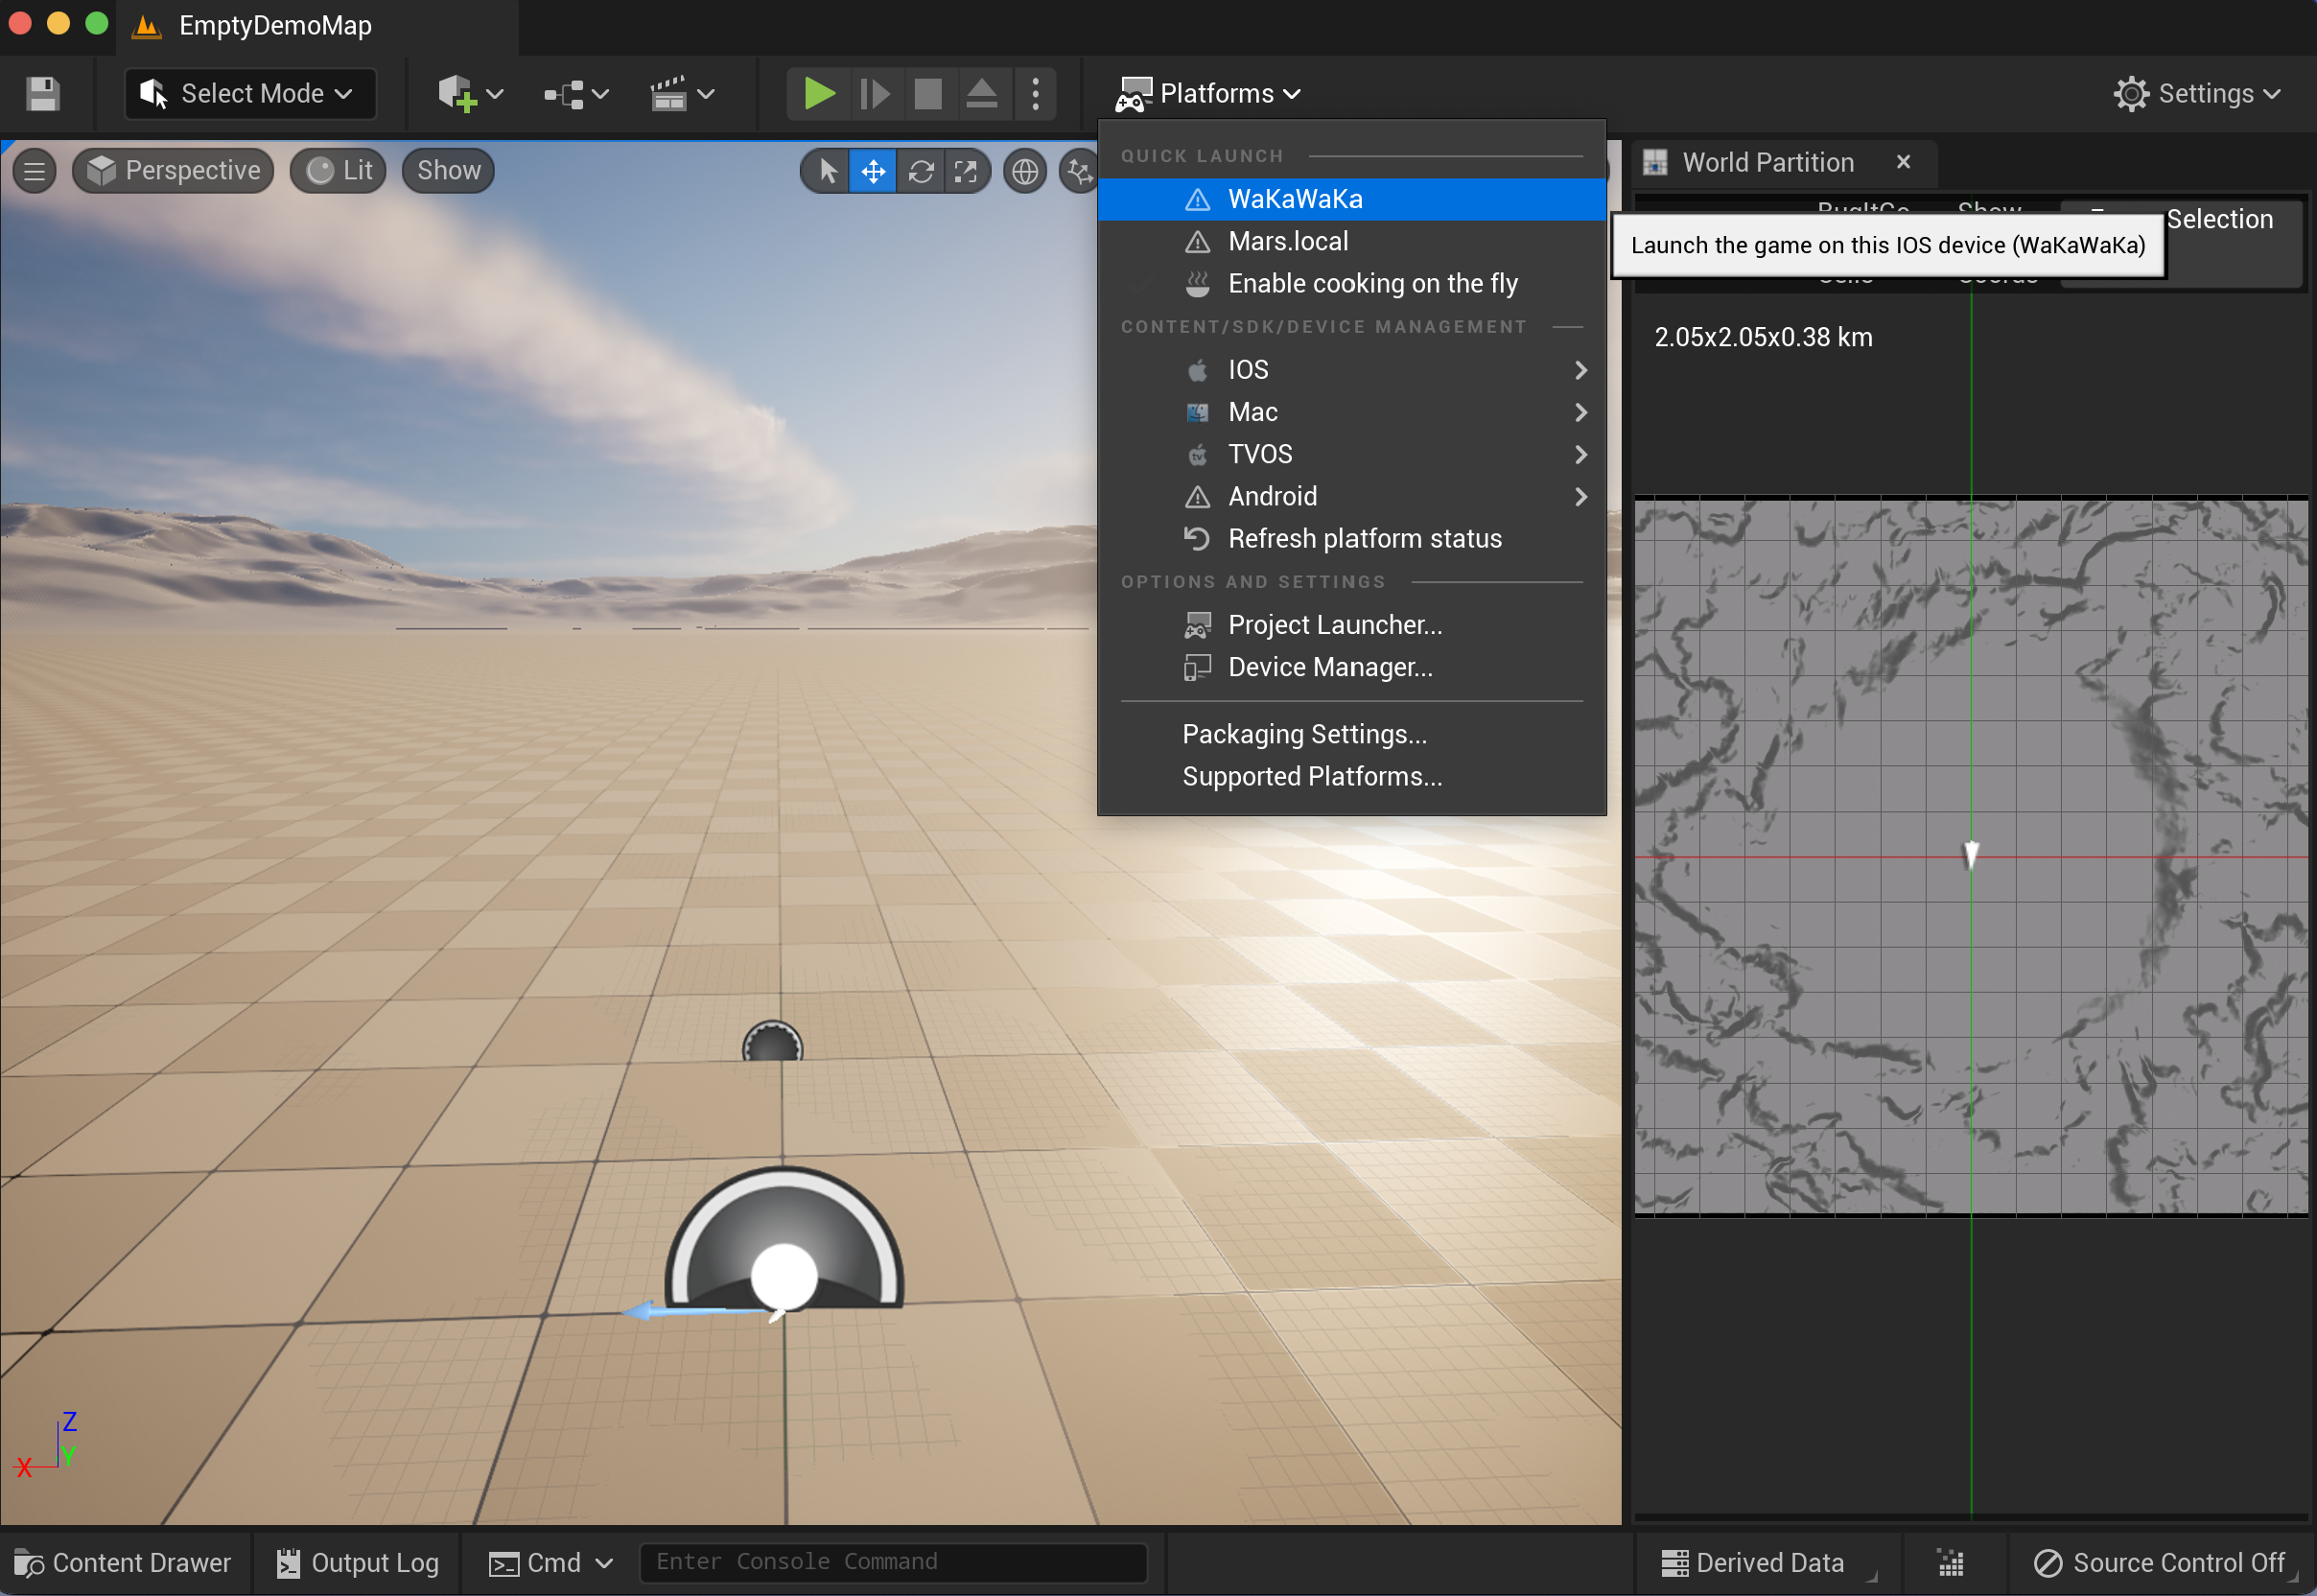 EmptyDemoMap
Select Mode
Platforms
Settings
Perspective
Lit
Show
QUICK LAUNCH
WaKaWaKa
Mars.local
Enable cooking on the fly
CONTENT/SDK/DEVICE MANAGEMENT
IOS
Mac
TVOS
Android
Refresh platform status
OPTIONS AND SETTINGS
Project Launcher...
Device Manager...
Packaging Settings...
Supported Platforms...
Launch the game on this IOS device (WaKaWaKa)
World Partition
Show
Selection
2.05x2.05x0.38 km
Z
Y
X
Content Drawer
Output Log
Cmd
Enter Console Command
Derived Data
Source Control Off